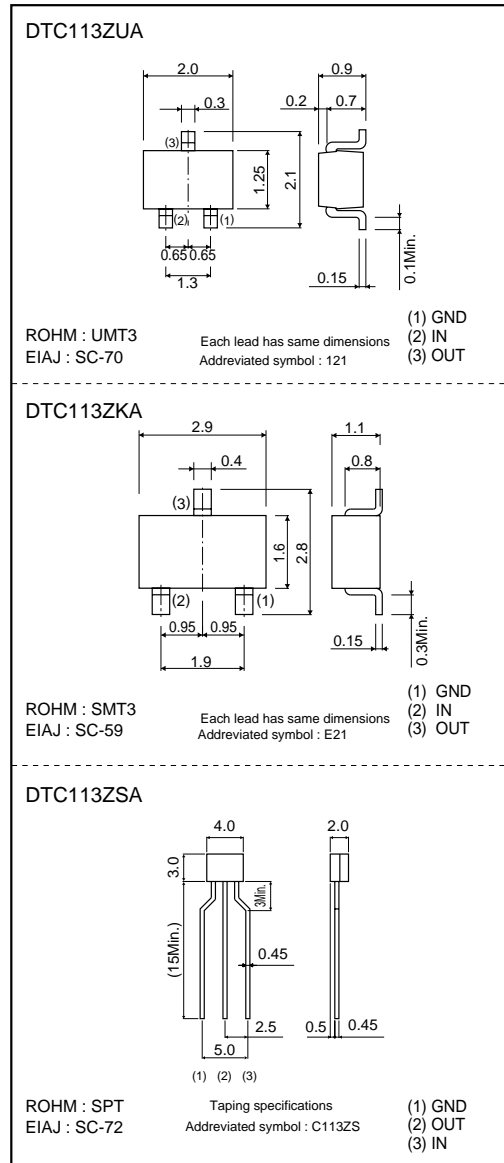 DTC113ZUA
2.0
0.9
0.3
0.2 0.7
(3)
1.25
2.1
(2) (1)
0.65 0.65
1.3
0.15
0.1Min.
ROHM : UMT3
EIAJ : SC-70
Each lead has same dimensions
Addreviated symbol : 121
(1) GND
(2) IN
(3) OUT
DTC113ZKA
2.9
1.1
0.4
0.8
(3)
1.6
2.8
(2) (1)
0.95 0.95
1.9
0.15
0.3Min.
ROHM : SMT3
EIAJ : SC-59
Each lead has same dimensions
Addreviated symbol : E21
(1) GND
(2) IN
(3) OUT
DTC113ZSA
4.0
2.0
3.0
3Min.
(15Min.)
0.45
2.5
0.5 0.45
5.0
(1) (2) (3)
ROHM : SPT
EIAJ : SC-72
Taping specifications
Addreviated symbol : C113ZS
(1) GND
(2) OUT
(3) IN